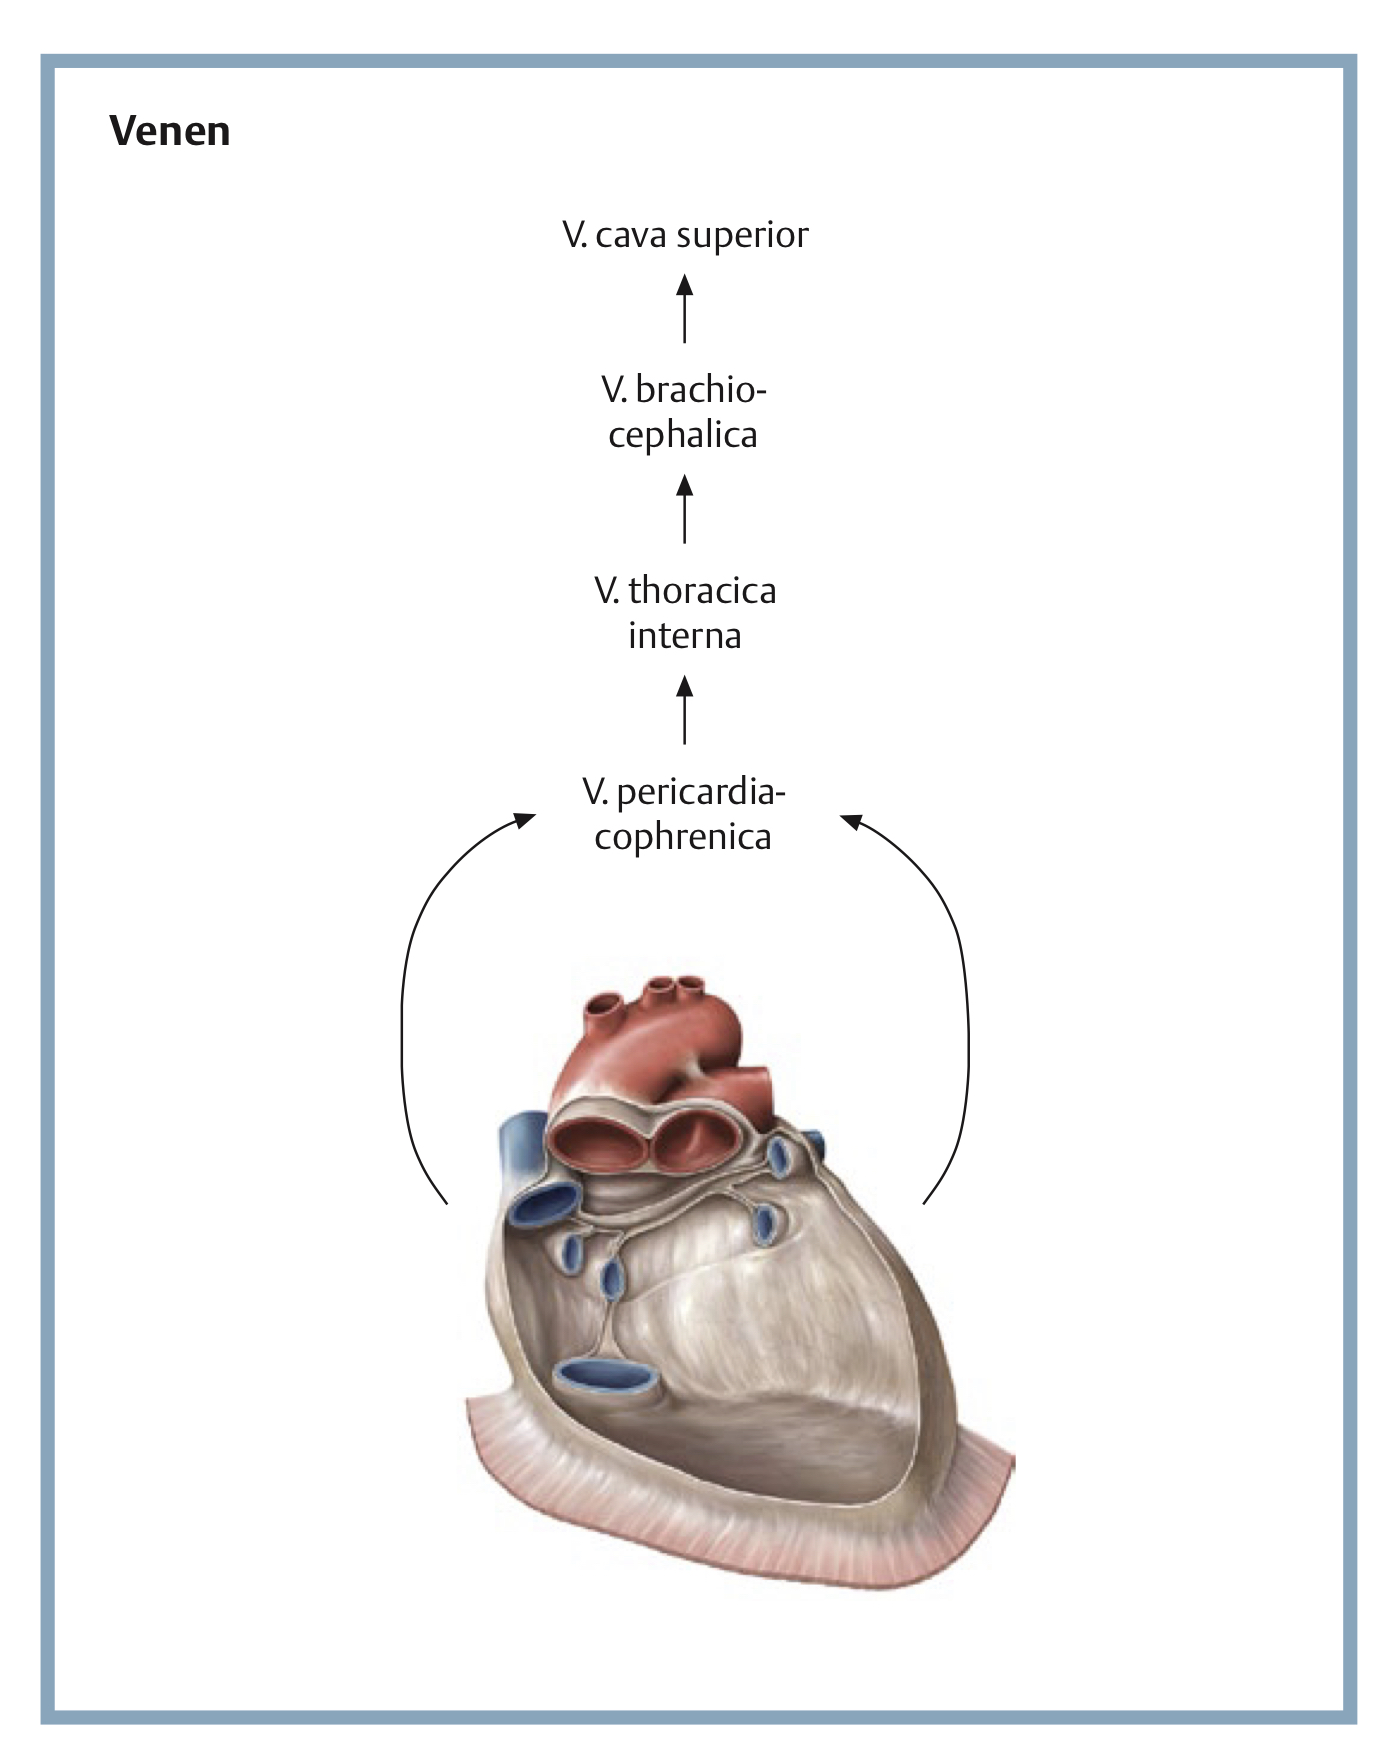 Venen
V. cava superior
V. brachio-
cephalica
V. thoracica
interna
V. pericardia-
cophrenica